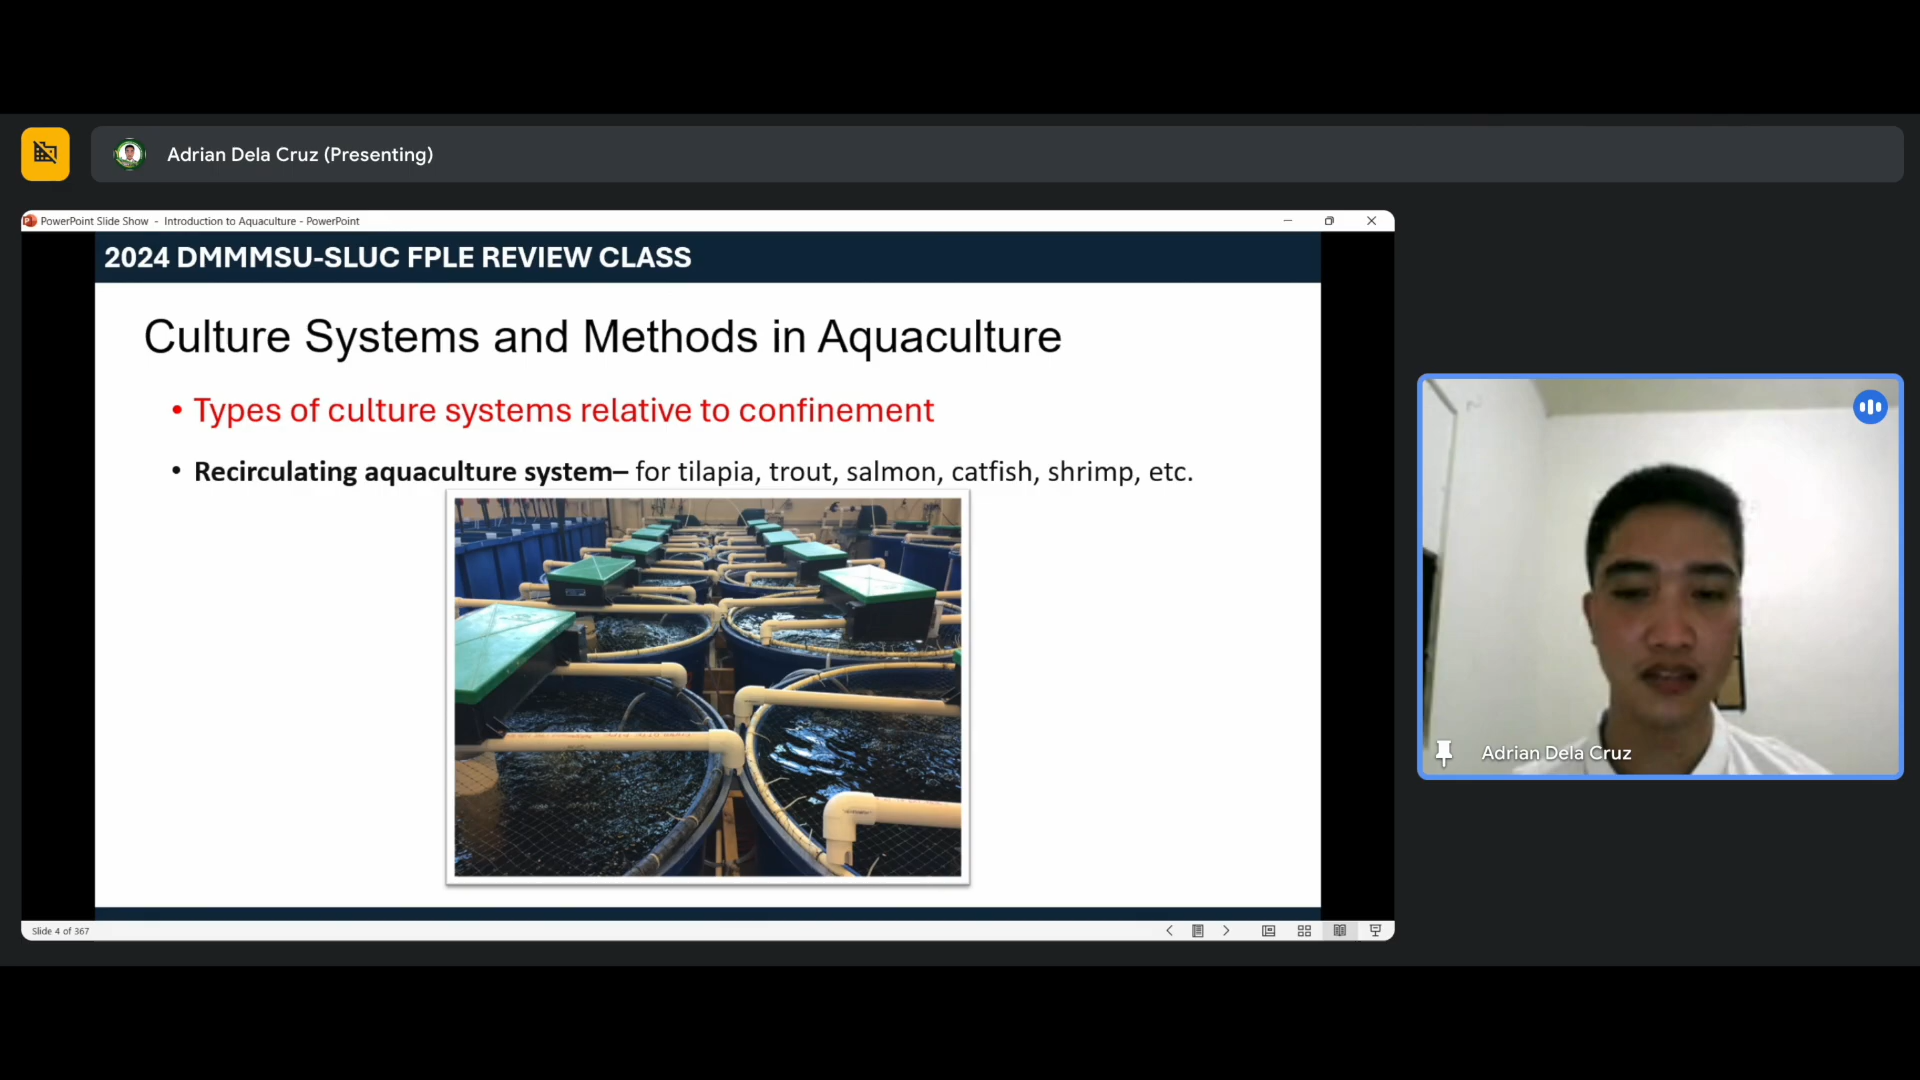 Adrian Dela Cruz (Presenting)
PowerPoint Slide Show - Introduction to Aquaculture - PowerPoint
2024 DMMMSU-SLUC FPLE REVIEW CLASS
Culture Systems and Methods in Aquaculture
• Types of culture systems relative to confinement
• Recirculating aquaculture system– for tilapia, trout, salmon, catfish, shrimp, etc.
Adrian Dela Cruz
Slide 4 of 367